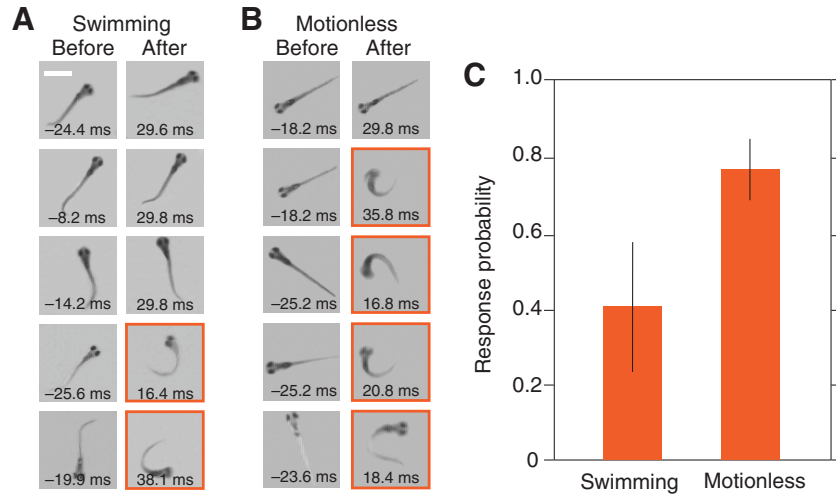 A
Swimming
Before After
–24.4 ms 29.6 ms
–8.2 ms 29.8 ms
–14.2 ms 29.8 ms
–25.6 ms 16.4 ms
–19.9 ms 38.1 ms
B
Motionless
Before After
–18.2 ms 29.8 ms
–18.2 ms 35.8 ms
–25.2 ms 16.8 ms
–25.2 ms 20.8 ms
–23.6 ms 18.4 ms
C
Response probability
1.0
0.8
0.6
0.4
0.2
0
Swimming Motionless